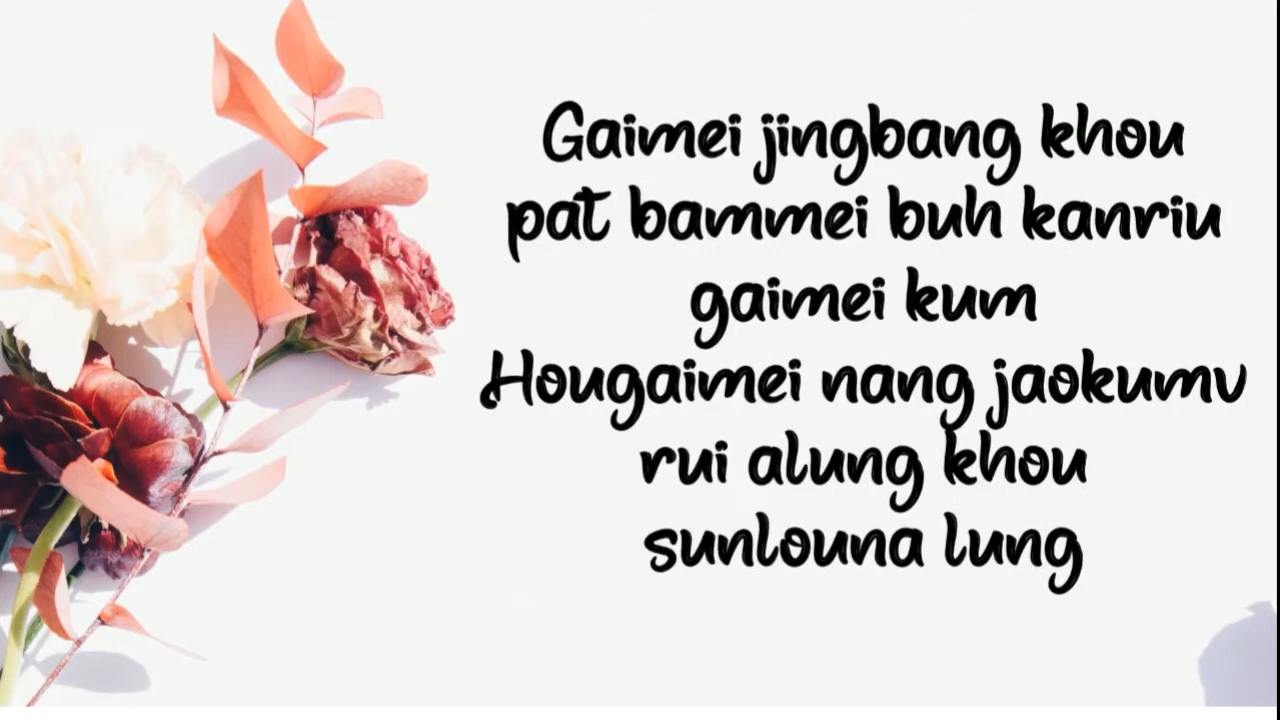 Gaimei jingbang khou
pat bammei buh kanriu
gaimei kum
Hougaimei nang jaokumv
rui alung khou
sunlouna lung